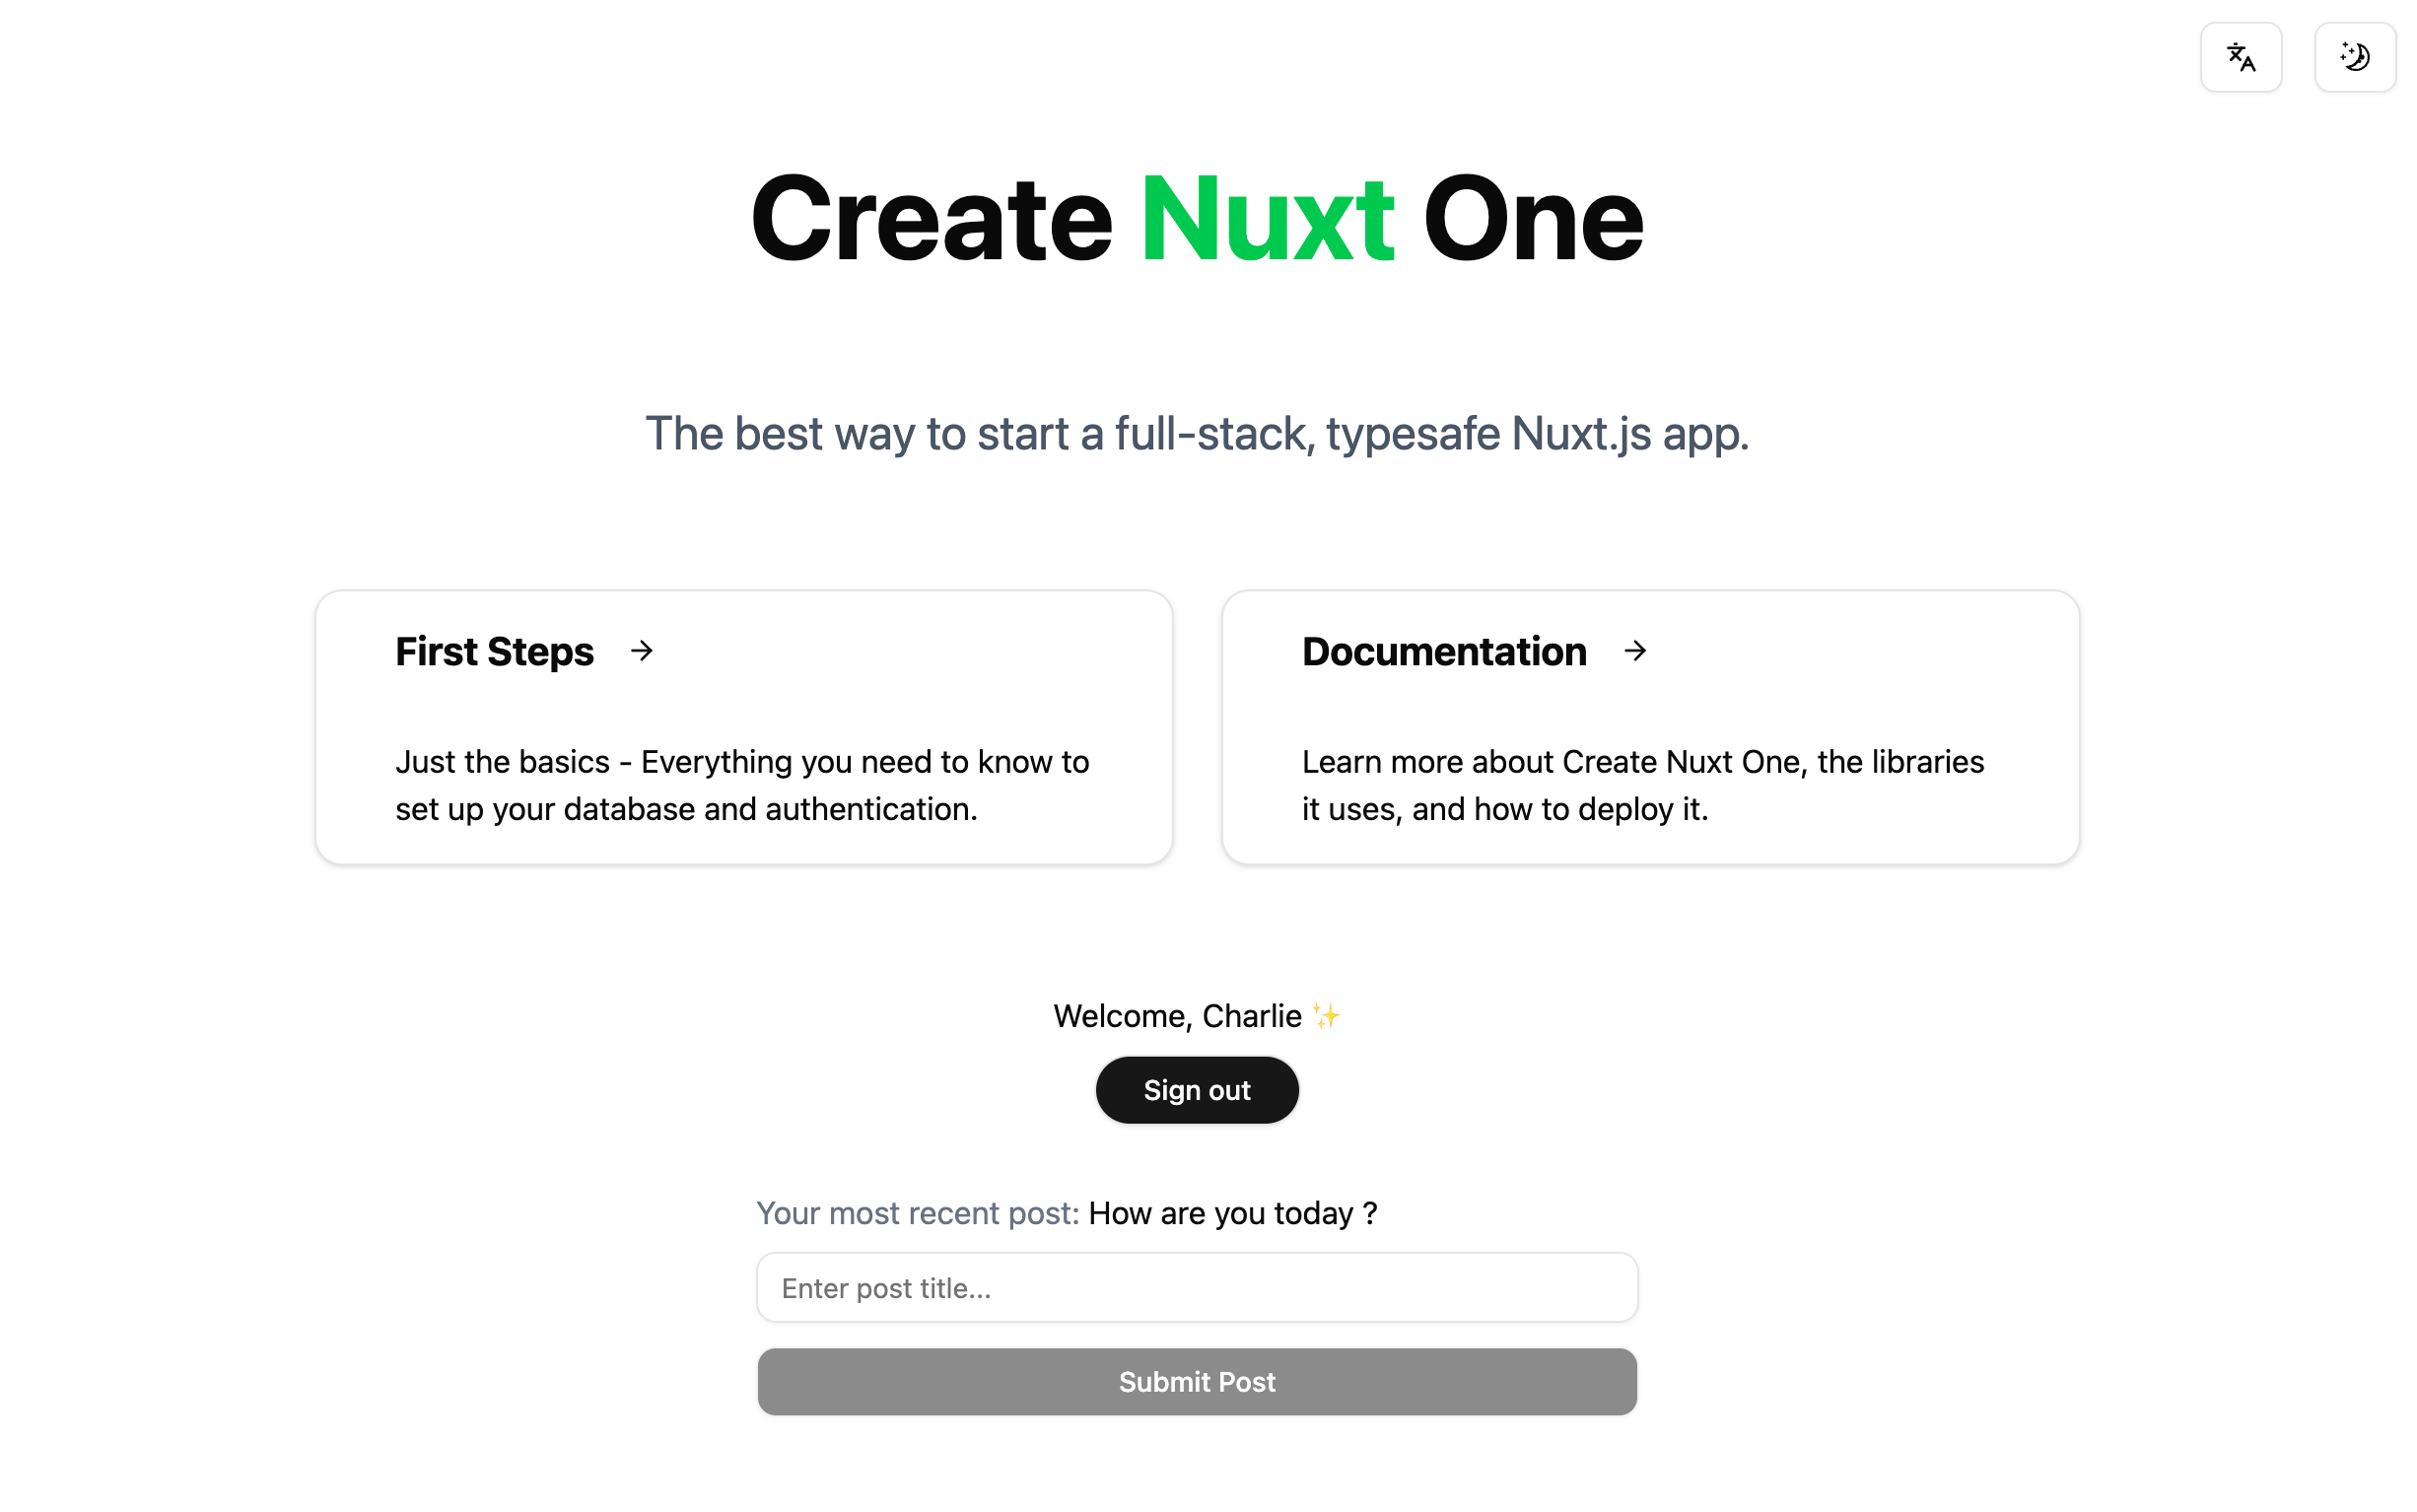 Create Nuxt One
The best way to start a full-stack, typesafe Nuxt.js app.
First Steps →
Just the basics - Everything you need to know to
set up your database and authentication.
Documentation →
Learn more about Create Nuxt One, the libraries
it uses, and how to deploy it.
Welcome, Charlie ✨
Sign out
Your most recent post: How are you today ?
Enter post title...
Submit Post